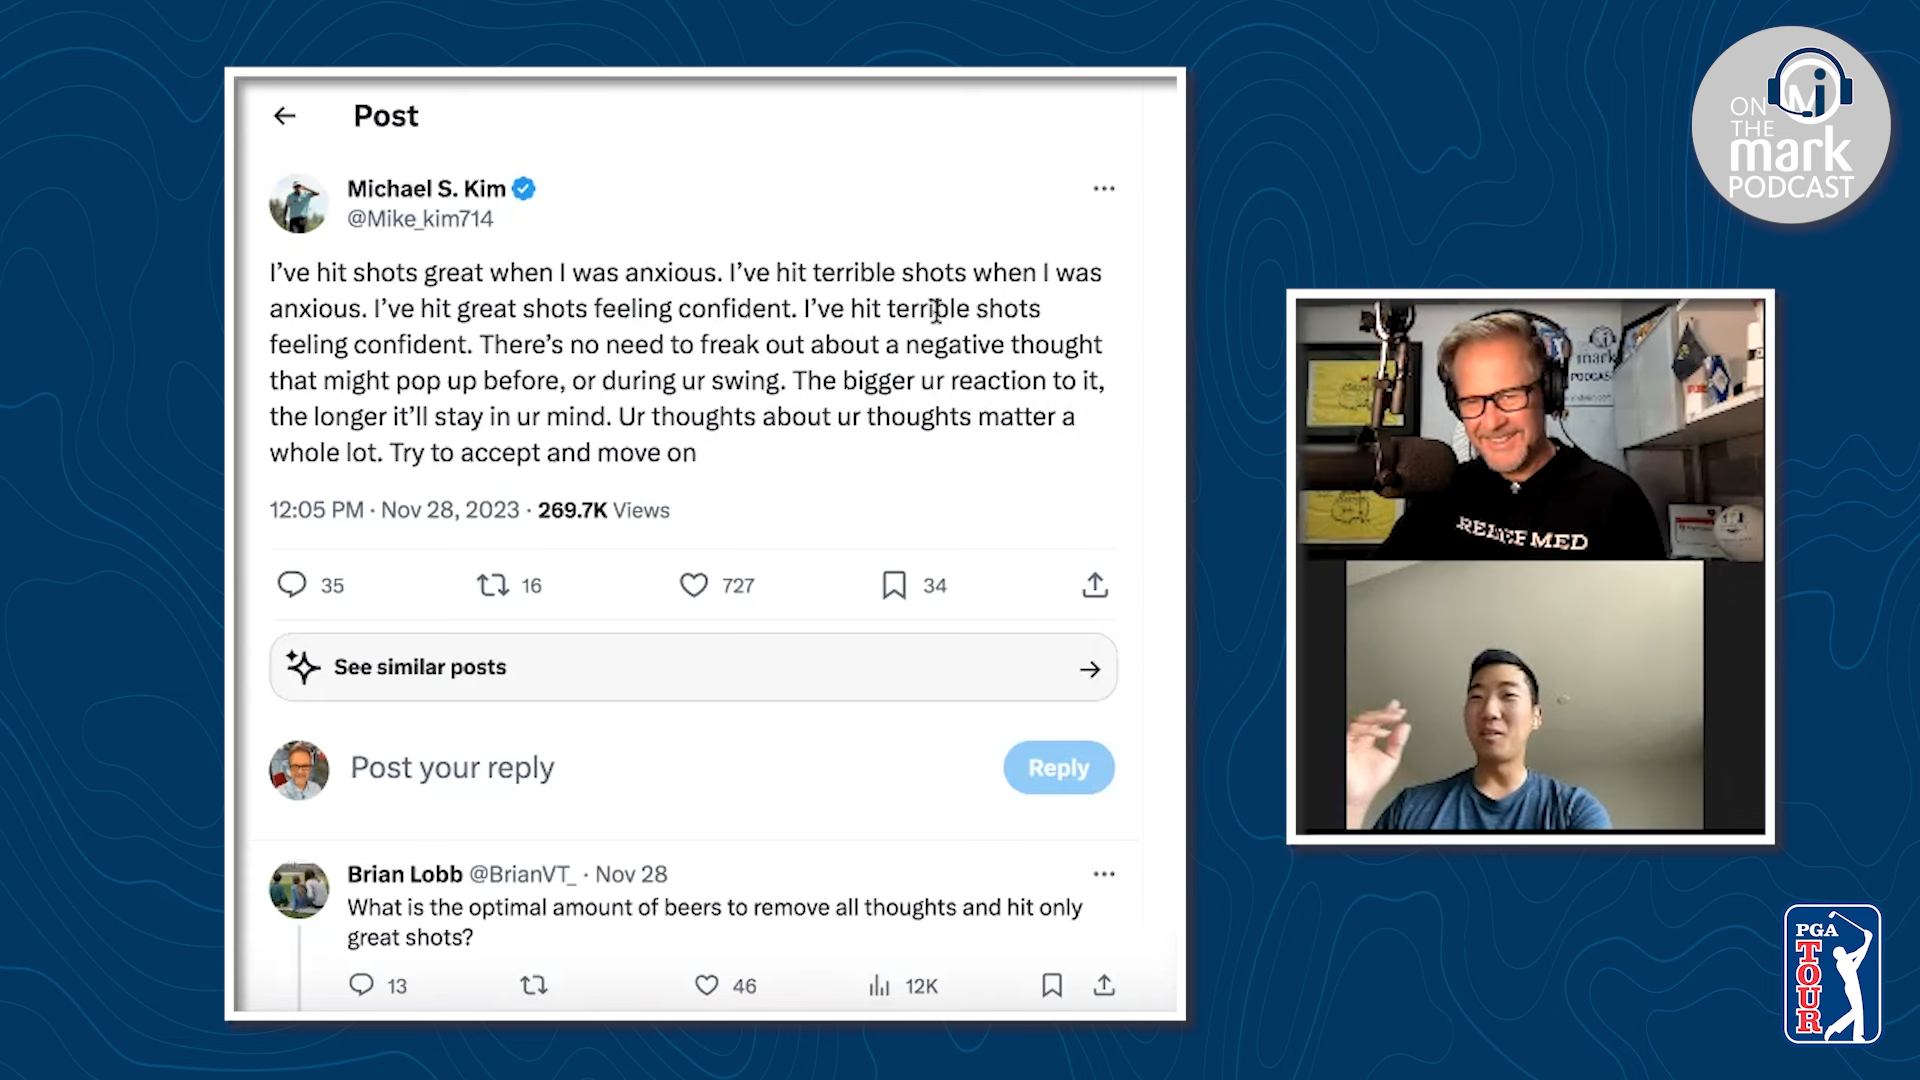 Post
Michael S. Kim
@Mike_kim714
I've hit shots great when I was anxious. I've hit terrible shots when I was
anxious. I've hit great shots feeling confident. I've hit terrible shots
feeling confident. There's no need to freak out about a negative thought
that might pop up before, or during ur swing. The bigger ur reaction to it,
the longer it'll stay in ur mind. Ur thoughts about ur thoughts matter a
whole lot. Try to accept and move on
12:05 PM · Nov 28, 2023 · 269.7K Views
35 16 727 34
See similar posts
Post your reply
Reply
Brian Lobb @BrianVT_ · Nov 28
What is the optimal amount of beers to remove all thoughts and hit only
great shots?
13 46 12K
ON
THE
mark
PODCAST
mark
PODCAST
REDEEMED
PGA
TOUR